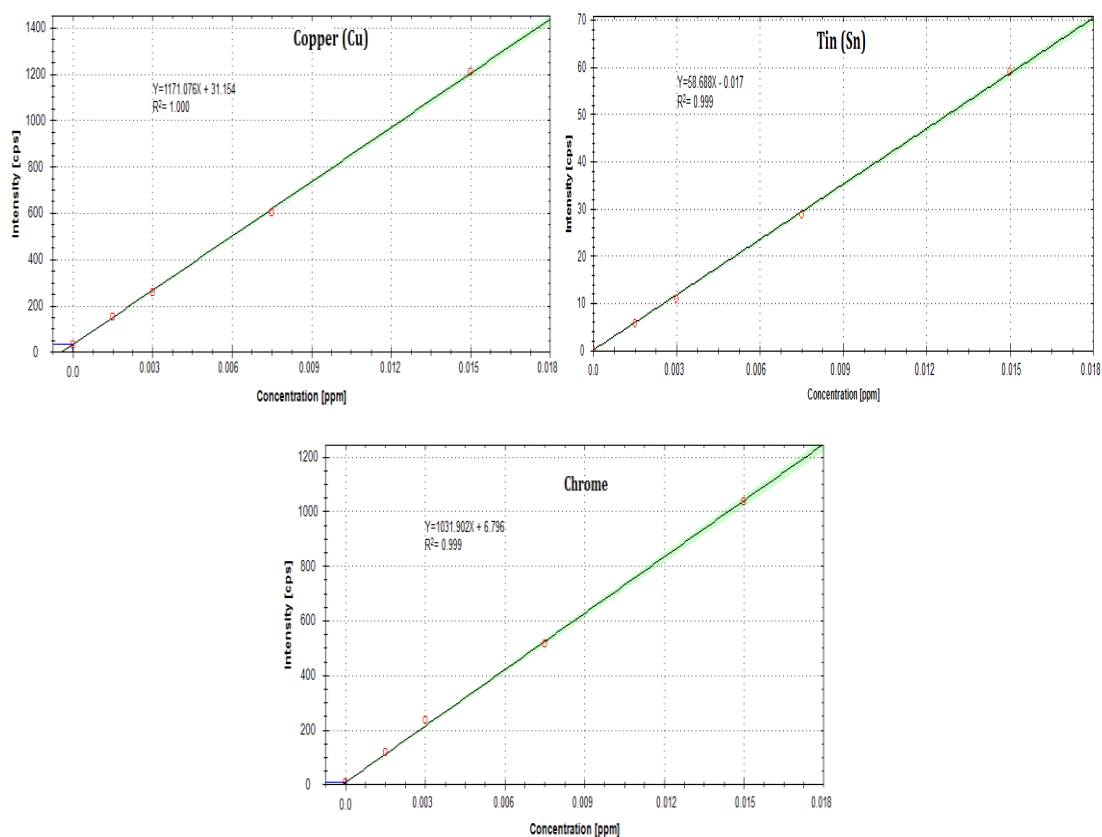 Copper (Cu)
Y=1171.076X + 31.154
R²= 1.000
Intensity [cps]
1400
1200
1000
800
600
400
200
0
0.0 0.003 0.006 0.009 0.012 0.015 0.018
Concentration [ppm]
Tin (Sn)
Y=58.688X - 0.017
R²= 0.999
Intensity [cps]
70
60
50
40
30
20
10
0
0.0 0.003 0.006 0.009 0.012 0.015 0.018
Concentration [ppm]
Chrome
Y=1031.902X + 6.796
R²= 0.999
Intensity [cps]
1200
1000
800
600
400
200
0
0.0 0.003 0.006 0.009 0.012 0.015 0.018
Concentration [ppm]